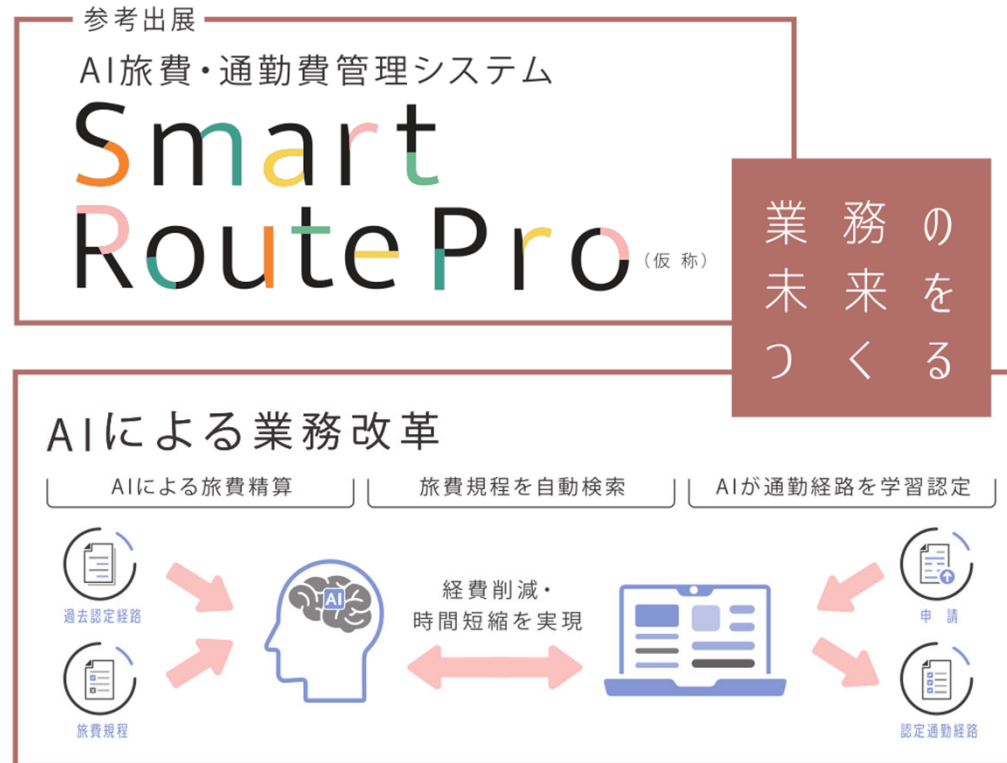 参考出展
AI旅費・通勤費管理システム
Smart
Route Pro(仮称)
業務の
未来を
つくる
AIによる業務改革
AIによる旅費精算
旅費規程を自動検索
AIが通勤経路を学習認定
過去認定経路
旅費規程
AI
経費削減・
時間短縮を実現
申請
認定通勤経路